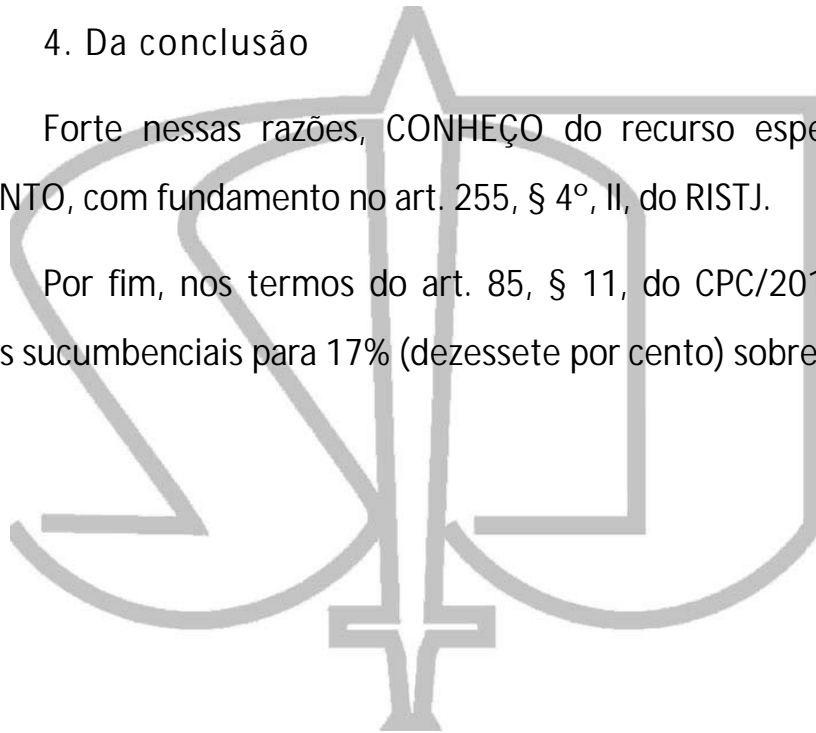 4. Da conclusão
Forte nessas razões, CONHEÇO do recurso espe
NTO, com fundamento no art. 255, § 4º, II, do RISTJ.
Por fim, nos termos do art. 85, § 11, do CPC/201
s sucumbenciais para 17% (dezessete por cento) sobre